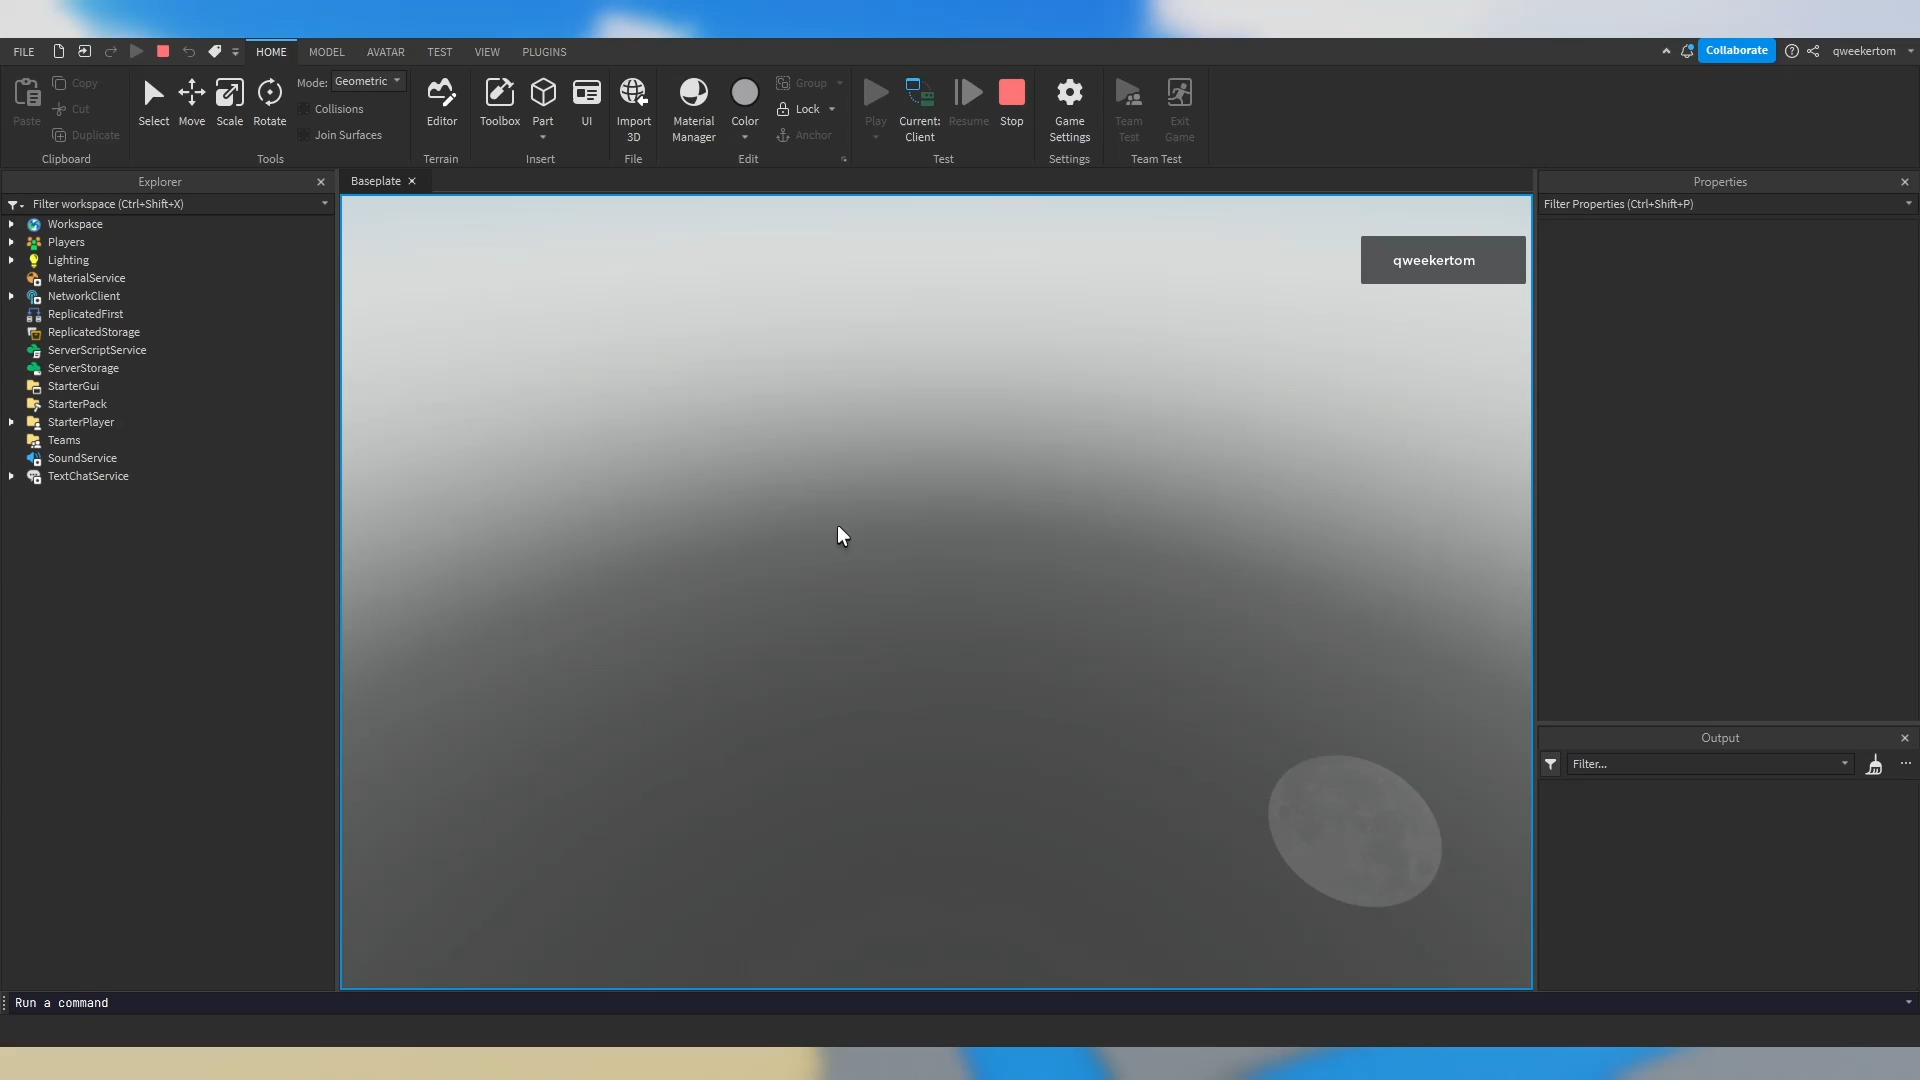 FILE
HOME
MODEL
AVATAR
TEST
VIEW
PLUGINS
Collaborate
qweekertom
Paste
Copy
Cut
Duplicate
Clipboard
Select
Move
Scale
Rotate
Mode: Geometric
Collisions
Join Surfaces
Tools
Editor
Terrain
Toolbox
Part
UI
Insert
Import
3D
File
Material
Manager
Color
Group
Lock
Anchor
Edit
Play
Current:
Client
Resume
Stop
Test
Game
Settings
Settings
Team
Test
Exit
Game
Team Test
Explorer
Filter workspace (Ctrl+Shift+X)
Workspace
Players
Lighting
MaterialService
NetworkClient
ReplicatedFirst
ReplicatedStorage
ServerScriptService
ServerStorage
StarterGui
StarterPack
StarterPlayer
Teams
SoundService
TextChatService
Baseplate
qweekertom
Properties
Filter Properties (Ctrl+Shift+P)
Output
Filter...
Run a command